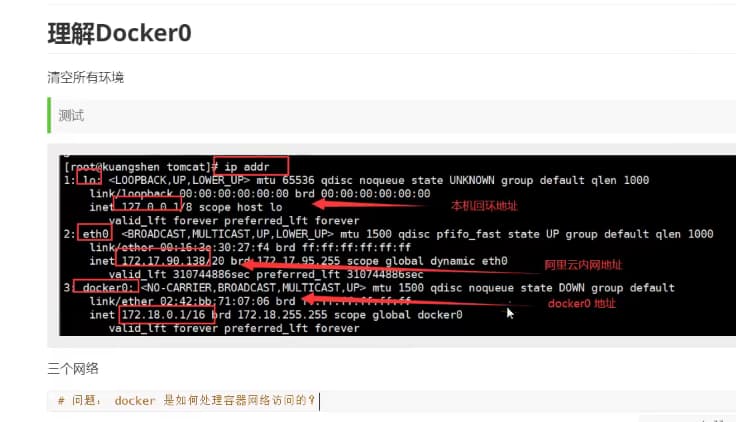 理解Docker0
清空所有环境
测试
[root@kuangshen tomcat]# ip addr
1: lo: <LOOPBACK,UP,LOWER_UP> mtu 65536 qdisc noqueue state UNKNOWN group default qlen 1000
link/loopback 00:00:00:00:00:00 brd 00:00:00:00:00:00
inet 127.0.0.1/8 scope host lo
本机回环地址
valid_lft forever preferred_lft forever
2: eth0: <BROADCAST,MULTICAST,UP,LOWER_UP> mtu 1500 qdisc pfifo_fast state UP group default qlen 1000
link/ether 00:16:3e:30:27:f4 brd ff:ff:ff:ff:ff:ff
inet 172.17.90.138/20 brd 172.17.95.255 scope global dynamic eth0
阿里云内网地址
valid_lft 310744886sec preferred_lft 310744886sec
3: docker0: <NO-CARRIER,BROADCAST,MULTICAST,UP> mtu 1500 qdisc noqueue state DOWN group default
link/ether 02:42:bb:71:07:06 brd ff:ff:ff:ff:ff:ff
docker0 地址
inet 172.18.0.1/16 brd 172.18.255.255 scope global docker0
valid_lft forever preferred_lft forever
三个网络
# 问题： docker 是如何处理容器网络访问的？